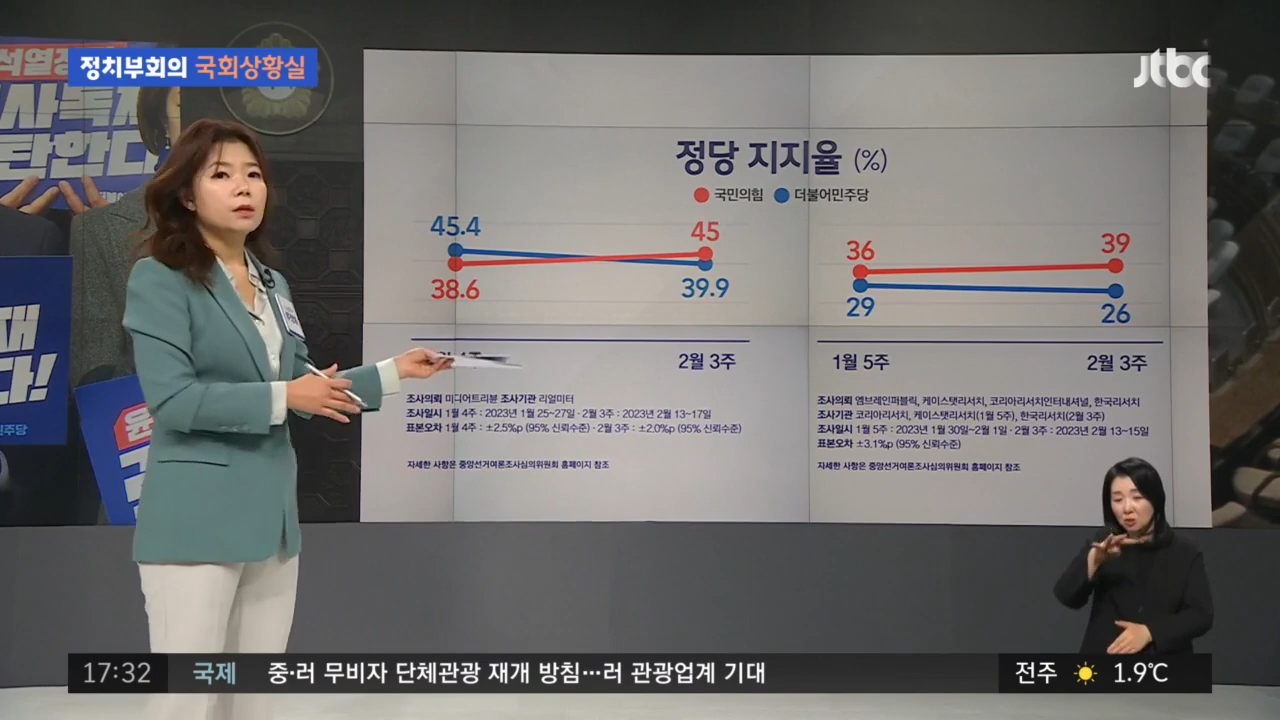 정치부회의 국회상황실
jtbc
석열정
사독재
탄한다
재
다!
민주당
정당 지지율 (%)
국민의힘 더불어민주당
45.4 45
38.6 39.9
2월 3주
조사의뢰 미디어트리뷴 조사기관 리얼미터
조사일시 1월 4주 : 2023년 1월 25~27일 · 2월 3주 : 2023년 2월 13~17일
표본오차 1월 4주 : ±2.5%p (95% 신뢰수준) · 2월 3주 : ±2.0%p (95% 신뢰수준)
자세한 사항은 중앙선거여론조사심의위원회 홈페이지 참조
36 39
29 26
1월 5주 2월 3주
조사의뢰 엠브레인퍼블릭, 케이스탯리서치, 코리아리서치인터내셔널, 한국리서치
조사기관 코리아리서치, 케이스탯리서치(1월 5주), 한국리서치(2월 3주)
조사일시 1월 5주 : 2023년 1월 30일~2월 1일 · 2월 3주 : 2023년 2월 13~15일
표본오차 ±3.1%p (95% 신뢰수준)
자세한 사항은 중앙선거여론조사심의위원회 홈페이지 참조
17:32 국제 중·러 무비자 단체관광 재개 방침…러 관광업계 기대 전주 1.9℃